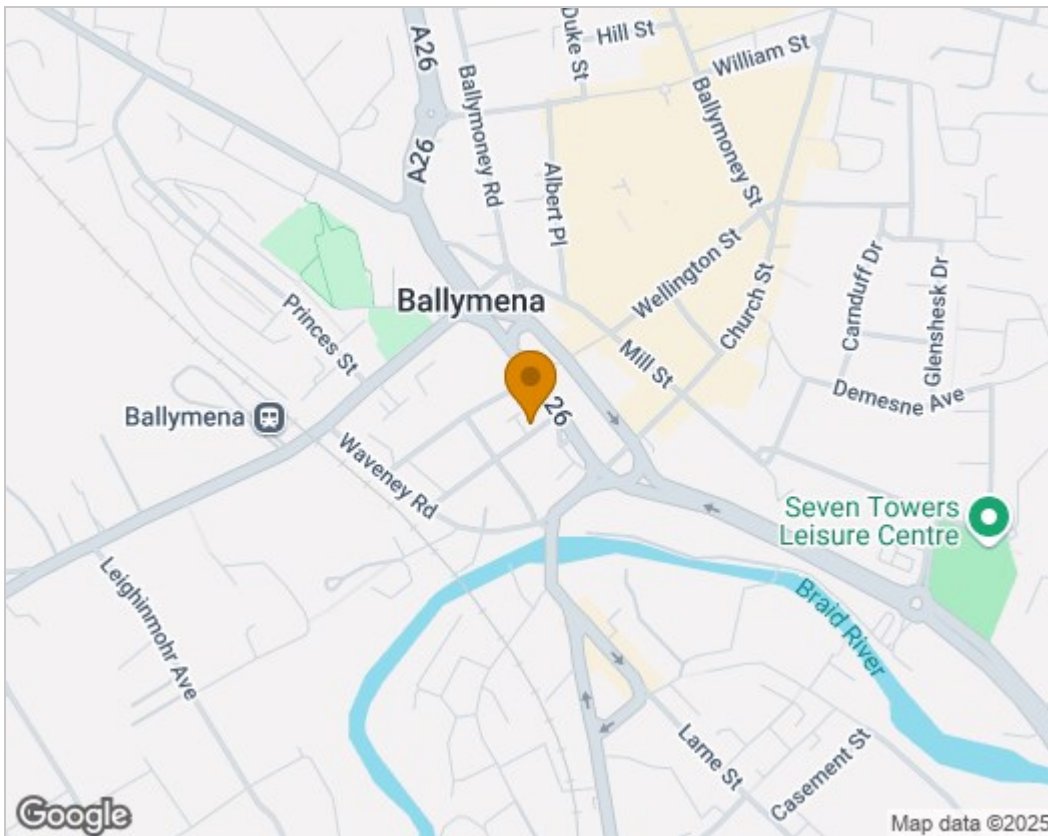 Duke St
Hill St
William St
A26
Ballymoney Rd
Ballymoney St
A26
Albert Pl
Wellington St
Carnduff Dr
Glenshesk Dr
Church St
Ballymena
Princes St
Mill St
Demesne Ave
Ballymena
26
Waveney Rd
Seven Towers
Leisure Centre
Leighinmohr Ave
Braid River
Larne St
Casement St
Google
Map data ©2025